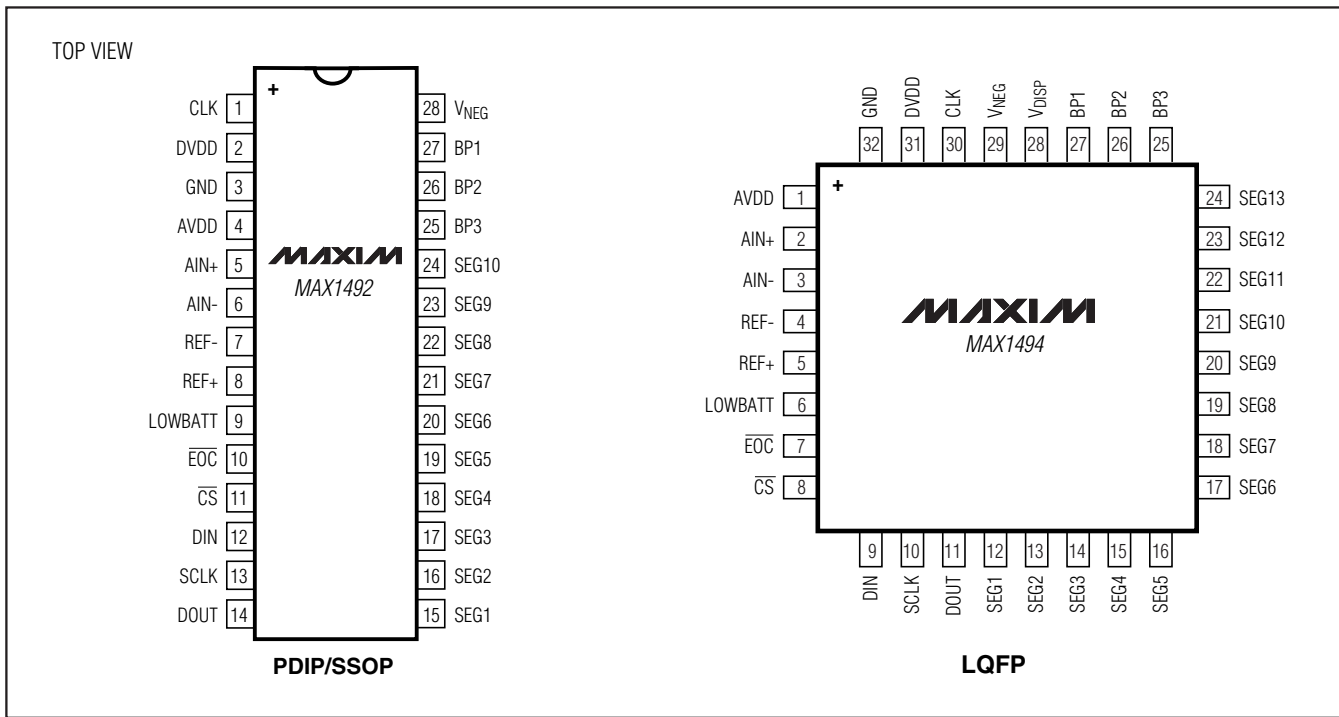 TOP VIEW
+
CLK 1
DVDD 2
GND 3
AVDD 4
AIN+ 5
AIN- 6
REF- 7
REF+ 8
LOWBATT 9
EOC 10
CS 11
DIN 12
SCLK 13
DOUT 14
28 VNEG
27 BP1
26 BP2
25 BP3
24 SEG10
23 SEG9
22 SEG8
21 SEG7
20 SEG6
19 SEG5
18 SEG4
17 SEG3
16 SEG2
15 SEG1
MAXIM
MAX1492
PDIP/SSOP
GND DVDD CLK VNEG VDISP BP1 BP2 BP3
32 31 30 29 28 27 26 25
+
AVDD 1
AIN+ 2
AIN- 3
REF- 4
REF+ 5
LOWBATT 6
EOC 7
CS 8
24 SEG13
23 SEG12
22 SEG11
21 SEG10
20 SEG9
19 SEG8
18 SEG7
17 SEG6
MAXIM
MAX1494
9 10 11 12 13 14 15 16
DIN SCLK DOUT SEG1 SEG2 SEG3 SEG4 SEG5
LQFP